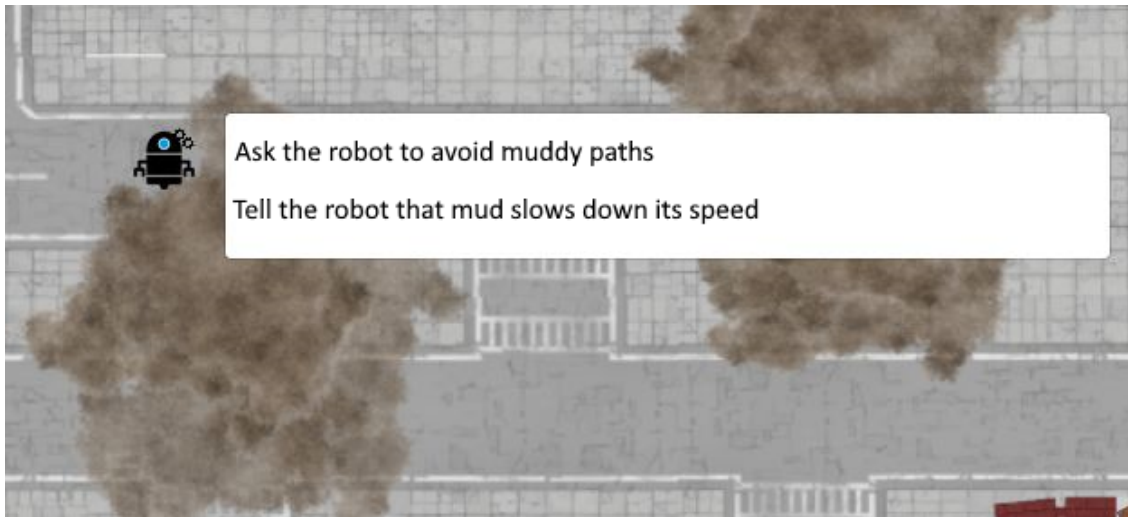 Ask the robot to avoid muddy paths
Tell the robot that mud slows down its speed